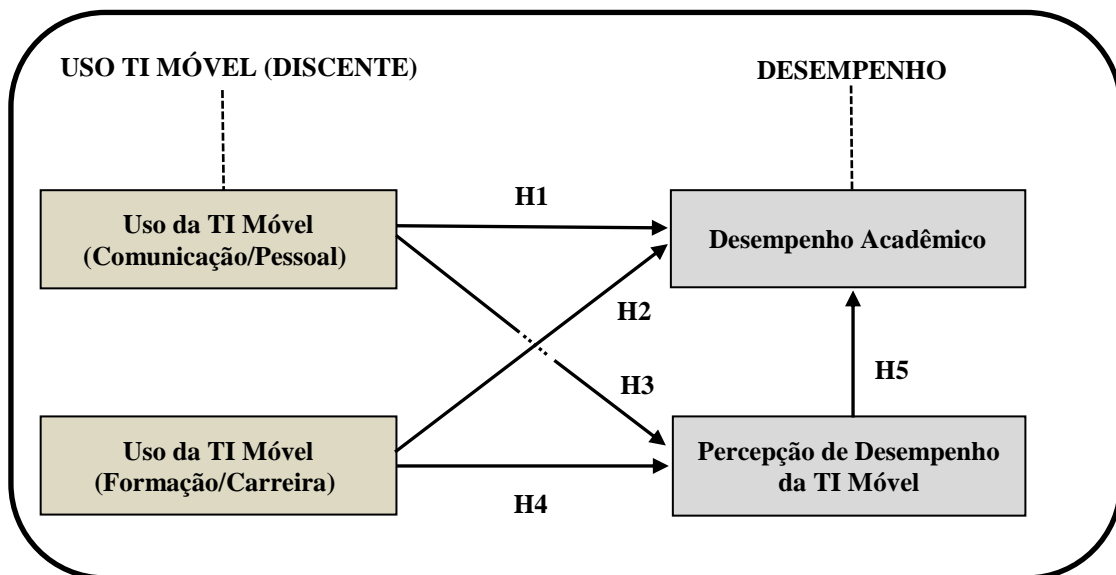 USO TI MÓVEL (DISCENTE)
DESEMPENHO
H1
Uso da TI Móvel
(Comunicação/Pessoal)
Desempenho Acadêmico
H2
H3
H5
Uso da TI Móvel
(Formação/Carreira)
Percepção de Desempenho
da TI Móvel
H4